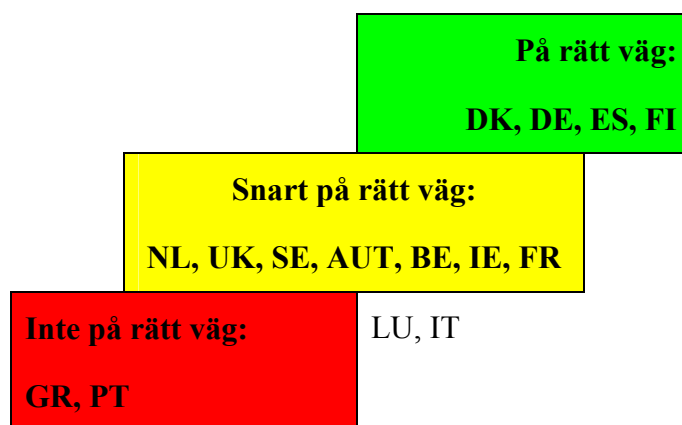 På rätt väg:
DK, DE, ES, FI
Snart på rätt väg:
NL, UK, SE, AUT, BE, IE, FR
Inte på rätt väg:
LU, IT
GR, PT